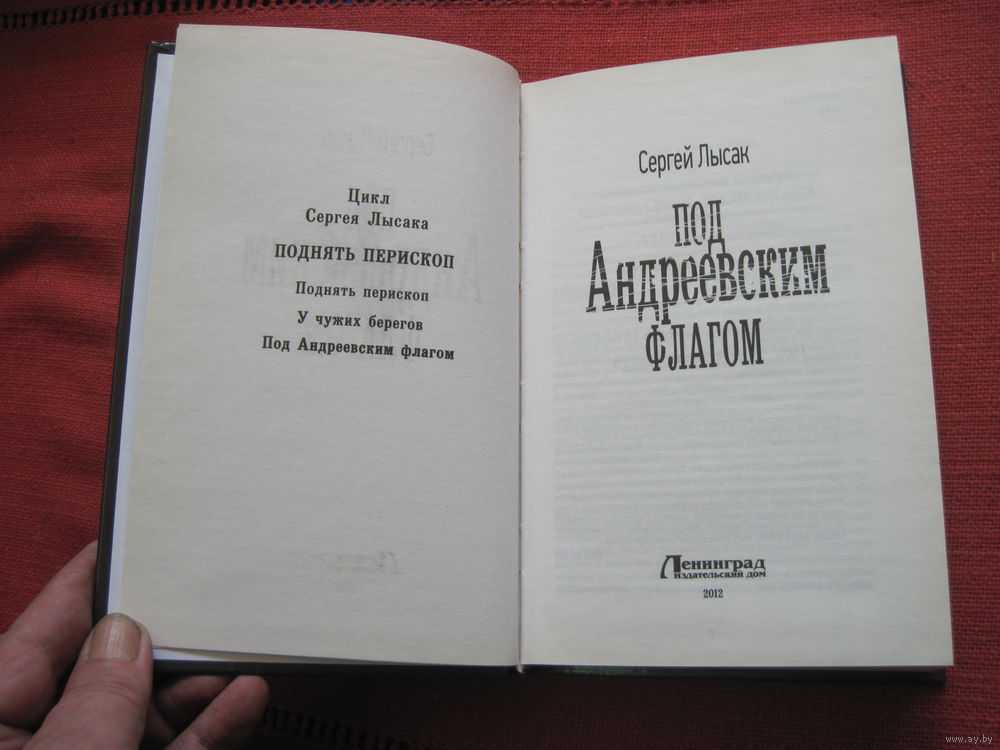 Цикл
Сергея Лысака
ПОДНЯТЬ ПЕРИСКОП
Поднять перископ
У чужих берегов
Под Андреевским флагом
Сергей Лысак
ПОД
АНДРЕЕВСКИМ
ФЛАГОМ
Ленинград
ИЗДАТЕЛЬСКИЙ ДОМ
2012
www.ay.by